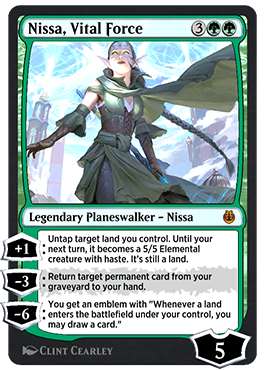 Nissa, Vital Force 3
Legendary Planeswalker – Nissa
+1 Untap target land you control. Until your
next turn, it becomes a 5/5 Elemental
creature with haste. It's still a land.
-3 Return target permanent card from your
graveyard to your hand.
-6 You get an emblem with "Whenever a land
enters the battlefield under your control, you
may draw a card."
CLINT CEARLEY
5